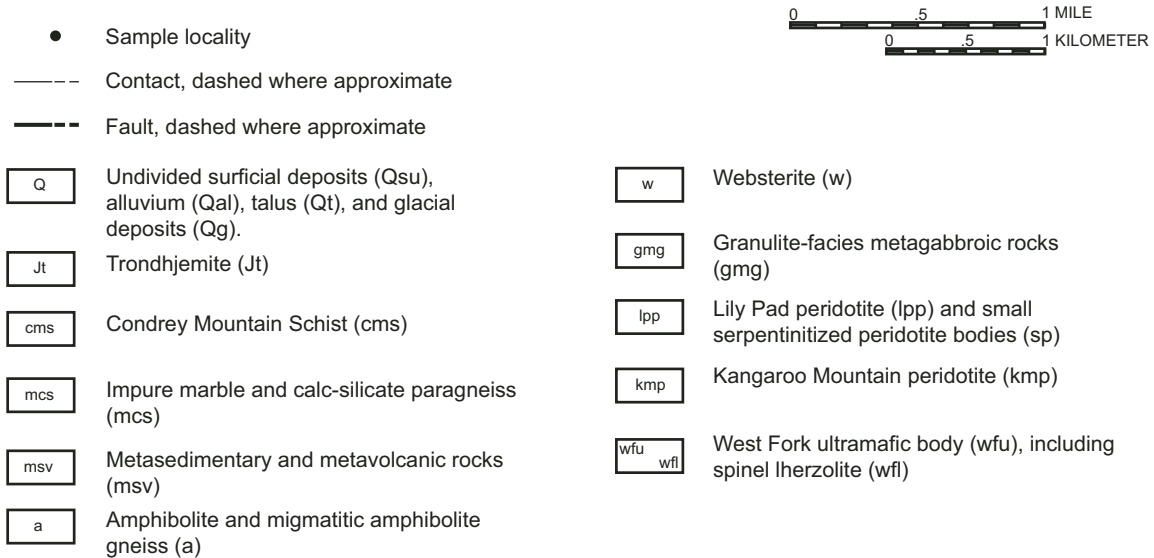 0 .5 1 MILE
0 .5 1 KILOMETER
Sample locality
Contact, dashed where approximate
Fault, dashed where approximate
Q
Undivided surficial deposits (Qsu),
alluvium (Qal), talus (Qt), and glacial
deposits (Qg).
Jt
Trondhjemite (Jt)
cms
Condrey Mountain Schist (cms)
mcs
Impure marble and calc-silicate paragneiss
(mcs)
msv
Metasedimentary and metavolcanic rocks
(msv)
a
Amphibolite and migmatitic amphibolite
gneiss (a)
w
Websterite (w)
gmg
Granulite-facies metagabbroic rocks
(gmg)
lpp
Lily Pad peridotite (lpp) and small
serpentinitized peridotite bodies (sp)
kmp
Kangaroo Mountain peridotite (kmp)
wfu
wfl
West Fork ultramafic body (wfu), including
spinel lherzolite (wfl)